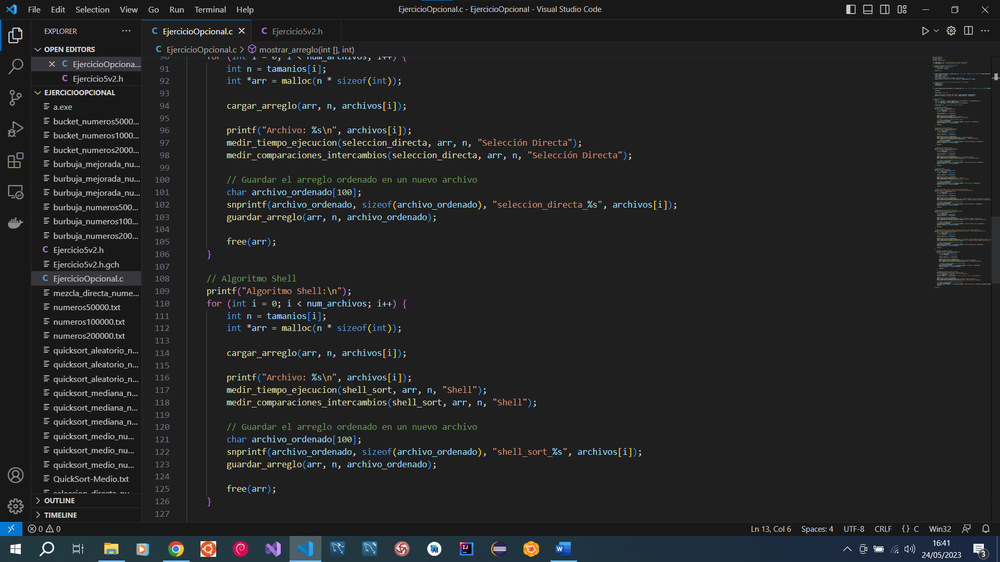 File Edit Selection View Go Run Terminal Help
EjercicioOpcional.c - EjercicioOpcional - Visual Studio Code
EXPLORER
OPEN EDITORS
EjercicioOpciona...
Ejercicio5v2.h
EJERCICIOOPCIONAL
a.exe
bucket_numeros5000...
bucket_numeros1000...
bucket_numeros2000...
burbuja_mejorada_nu...
burbuja_mejorada_nu...
burbuja_mejorada_nu...
burbuja_numeros500...
burbuja_numeros100...
burbuja_numeros200...
C Ejercicio5v2.h
Ejercicio5v2.h.gch
C EjercicioOpcional.c
mezcla_directa_nume...
numeros50000.txt
numeros100000.txt
numeros200000.txt
quicksort_aleatorio_n...
quicksort_aleatorio_n...
quicksort_aleatorio_n...
quicksort_mediana_n...
quicksort_mediana_n...
quicksort_mediana_n...
quicksort_medio_nu...
quicksort_medio_nu...
quicksort_medio_nu...
QuickSort-Medio.txt
seleccion_directa_nu...
OUTLINE
TIMELINE
C EjercicioOpcional.c
C Ejercicio5v2.h
C EjercicioOpcional.c > mostrar_arreglo(int [], int)
90 for (int i = 0; i < num_archivos; i++) {
91 int n = tamanios[i];
92 int *arr = malloc(n * sizeof(int));
93
94 cargar_arreglo(arr, n, archivos[i]);
95
96 printf("Archivo: %s\n", archivos[i]);
97 medir_tiempo_ejecucion(seleccion_directa, arr, n, "Selección Directa");
98 medir_comparaciones_intercambios(seleccion_directa, arr, n, "Selección Directa");
99
100 // Guardar el arreglo ordenado en un nuevo archivo
101 char archivo_ordenado[100];
102 snprintf(archivo_ordenado, sizeof(archivo_ordenado), "seleccion_directa_%s", archivos[i]);
103 guardar_arreglo(arr, n, archivo_ordenado);
104
105 free(arr);
106 }
107
108 // Algoritmo Shell
109 printf("Algoritmo Shell:\n");
110 for (int i = 0; i < num_archivos; i++) {
111 int n = tamanios[i];
112 int *arr = malloc(n * sizeof(int));
113
114 cargar_arreglo(arr, n, archivos[i]);
115
116 printf("Archivo: %s\n", archivos[i]);
117 medir_tiempo_ejecucion(shell_sort, arr, n, "Shell");
118 medir_comparaciones_intercambios(shell_sort, arr, n, "Shell");
119
120 // Guardar el arreglo ordenado en un nuevo archivo
121 char archivo_ordenado[100];
122 snprintf(archivo_ordenado, sizeof(archivo_ordenado), "shell_sort_%s", archivos[i]);
123 guardar_arreglo(arr, n, archivo_ordenado);
124
125 free(arr);
126 }
127
0 0
Ln 13, Col 6 Spaces: 4 UTF-8 CRLF {} C Win32
16:41
24/05/2023
3